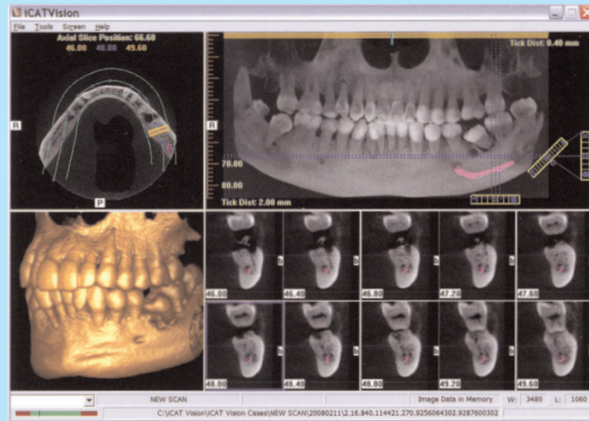 iCATVision
File Tools Screen Help
Axial Slice Position: 66.60
46.80 48.00 49.60
R
P
Tick Dist: 0.40 mm
R
70.00
80.00
Tick Dist: 2.00 mm
46.00
46.40
46.80
47.20
47.60
48.00
48.40
48.80
49.20
49.60
NEW SCAN
Image Data in Memory
W: 3480 L: 1060
C:\iCAT Vision\iCAT Vision Cases\NEW SCAN\20080211\2.16.840.114421.270.9256064302.9287600302